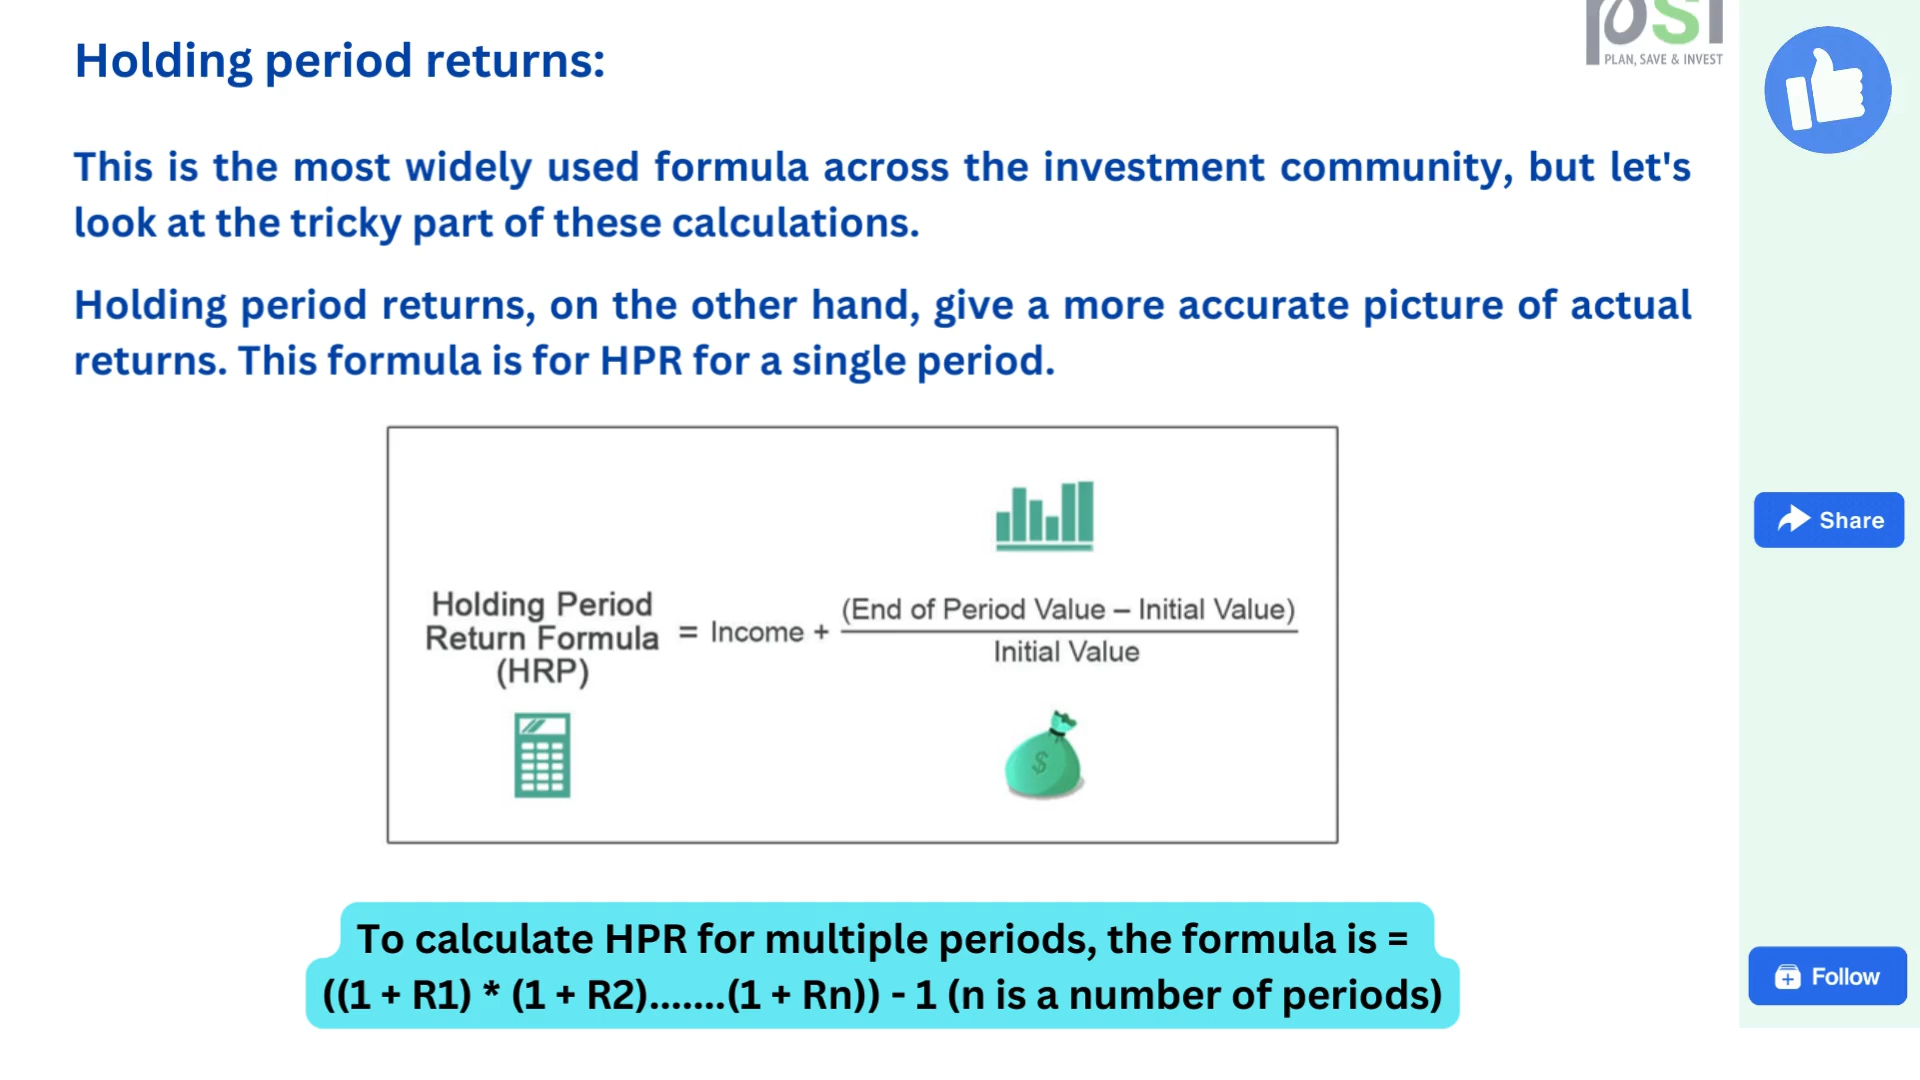 psi
PLAN, SAVE & INVEST
Holding period returns:
This is the most widely used formula across the investment community, but let's
look at the tricky part of these calculations.
Holding period returns, on the other hand, give a more accurate picture of actual
returns. This formula is for HPR for a single period.
Holding Period
Return Formula
(HRP)
= Income +
(End of Period Value – Initial Value)
Initial Value
$
Share
To calculate HPR for multiple periods, the formula is =
((1 + R1) * (1 + R2).......(1 + Rn)) - 1 (n is a number of periods)
Follow